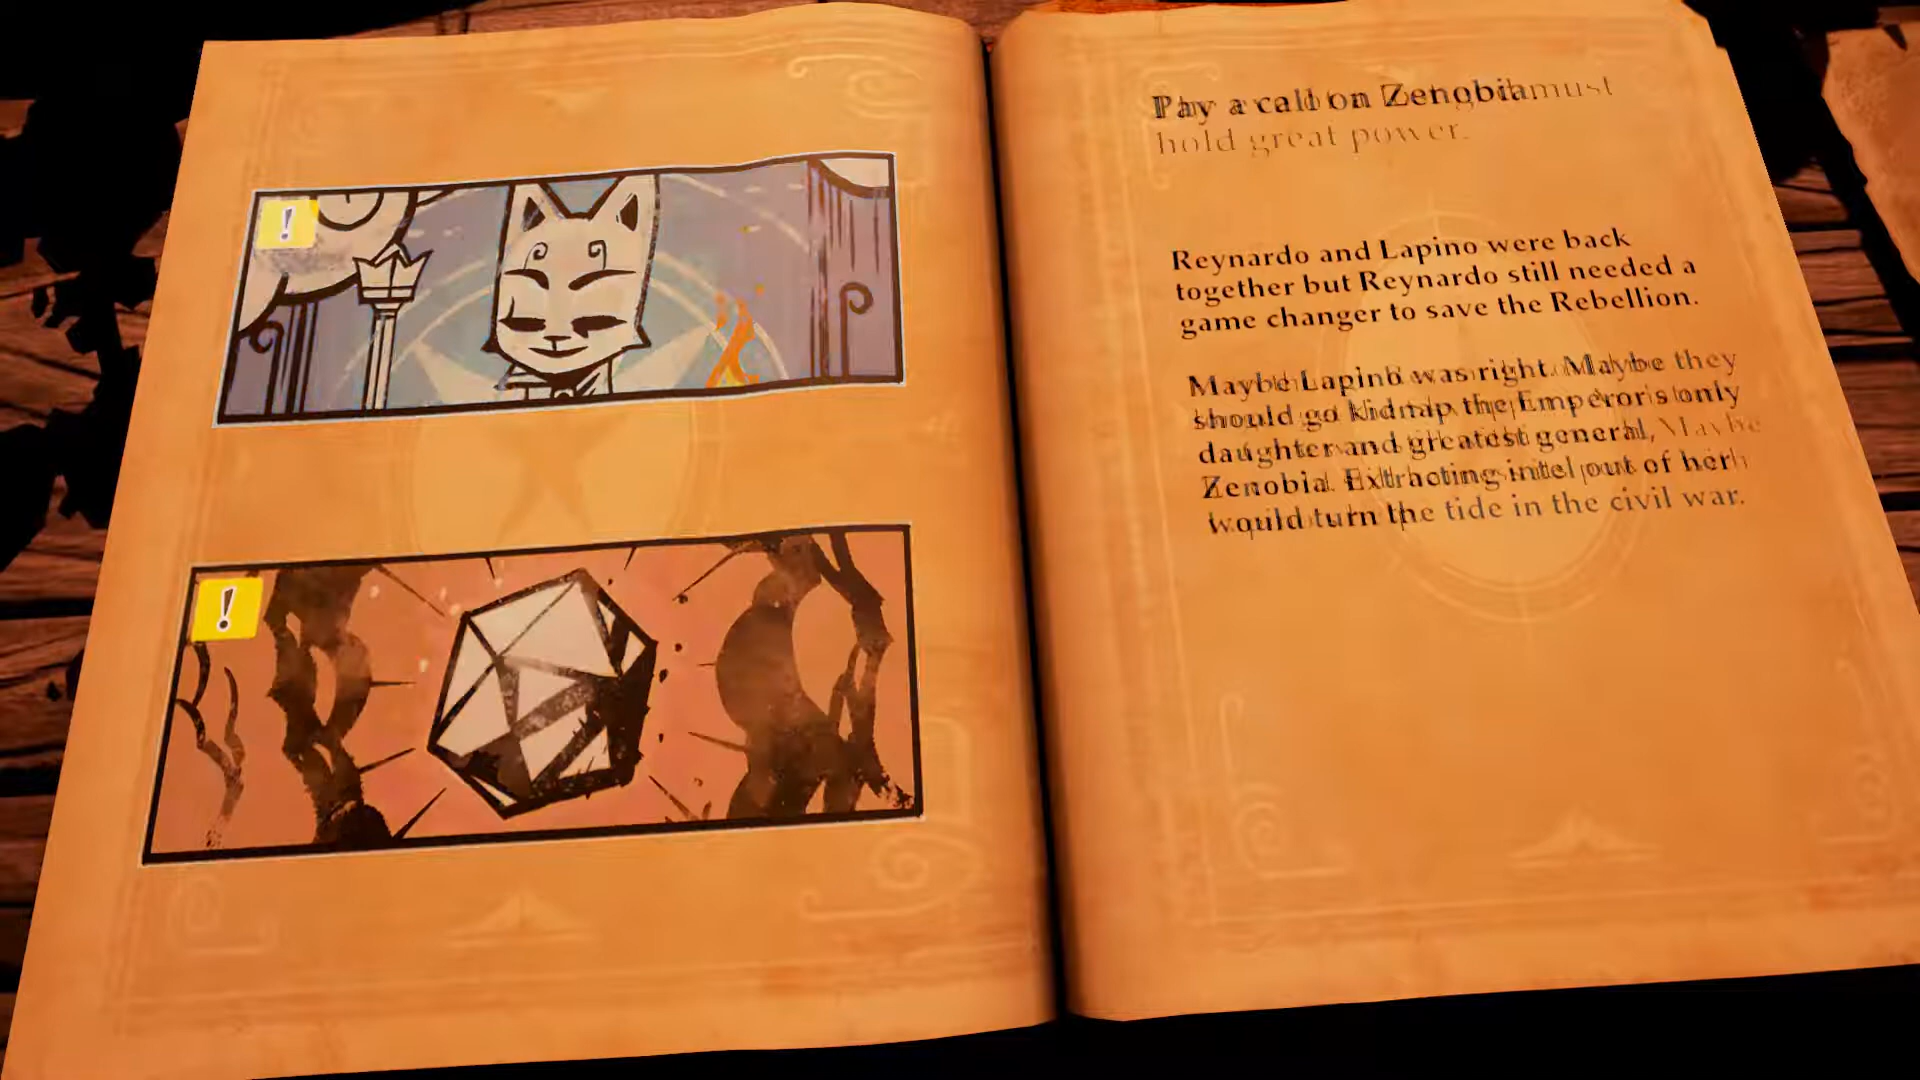 !
!
Pay a call on Zenobia must
hold great power.
Reynardo and Lapino were back
together but Reynardo still needed a
game changer to save the Rebellion.
Maybe Lapino was right. Maybe they
should go kidnap the Emperor's only
daughter and greatest general, Maybe
Zenobia. Extracting intel out of her
would turn the tide in the civil war.